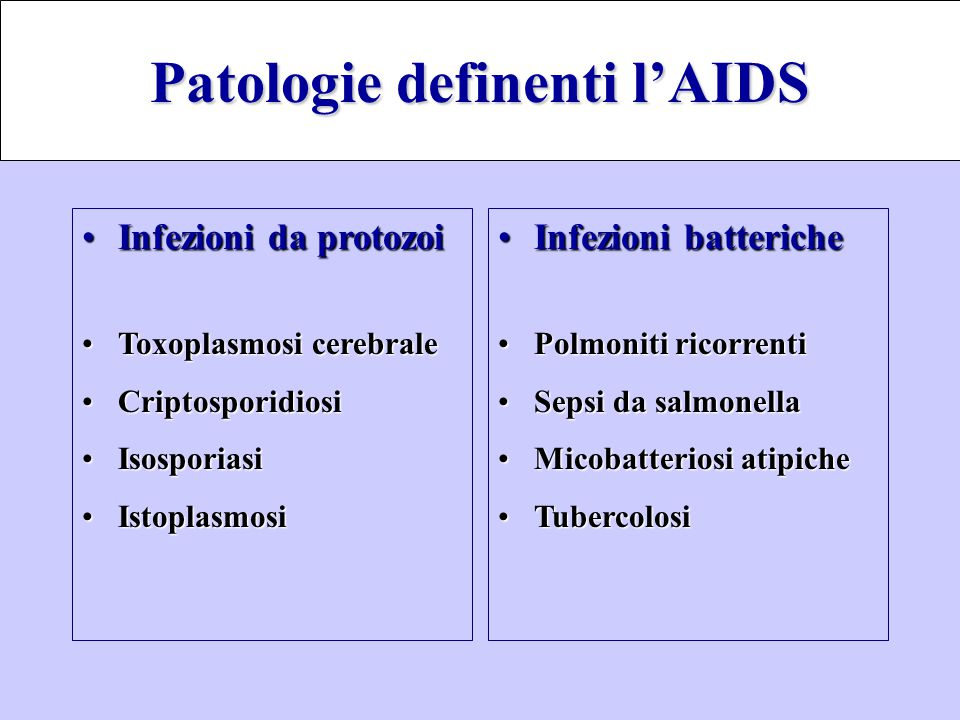 Patologie definenti l’AIDS
• Infezioni da protozoi
• Toxoplasmosi cerebrale
• Criptosporidiosi
• Isosporiasi
• Istoplasmosi
• Infezioni batteriche
• Polmoniti ricorrenti
• Sepsi da salmonella
• Micobatteriosi atipiche
• Tubercolosi